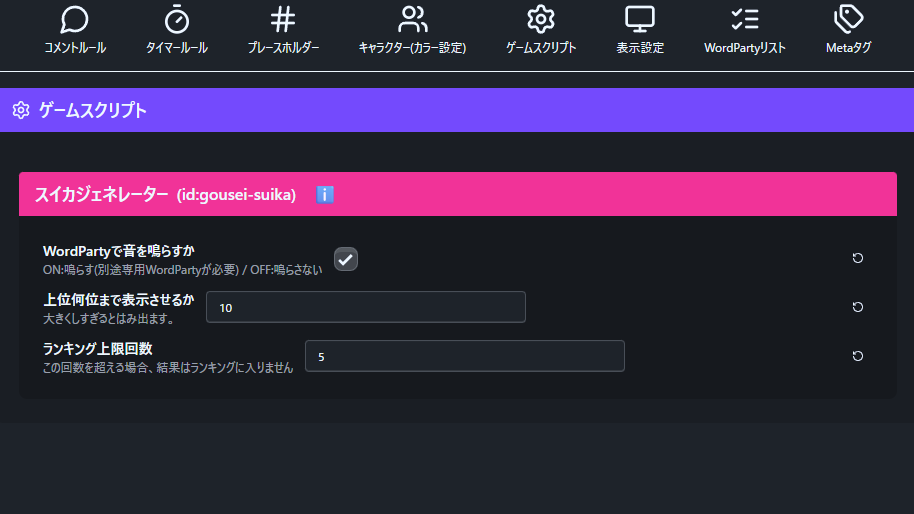 コメントルール タイマールール プレースホルダー キャラクター(カラー設定) ゲームスクリプト 表示設定 WordPartyリスト Metaタグ
ゲームスクリプト
スイカジェネレーター (id:gousei-suika) ℹ️
WordPartyで音を鳴らすか
ON:鳴らす(別途専用WordPartyが必要) / OFF:鳴らさない
上位何位まで表示させるか
大きくしすぎるとはみ出ます。
10
ランキング上限回数
この回数を超える場合、結果はランキングに入りません
5